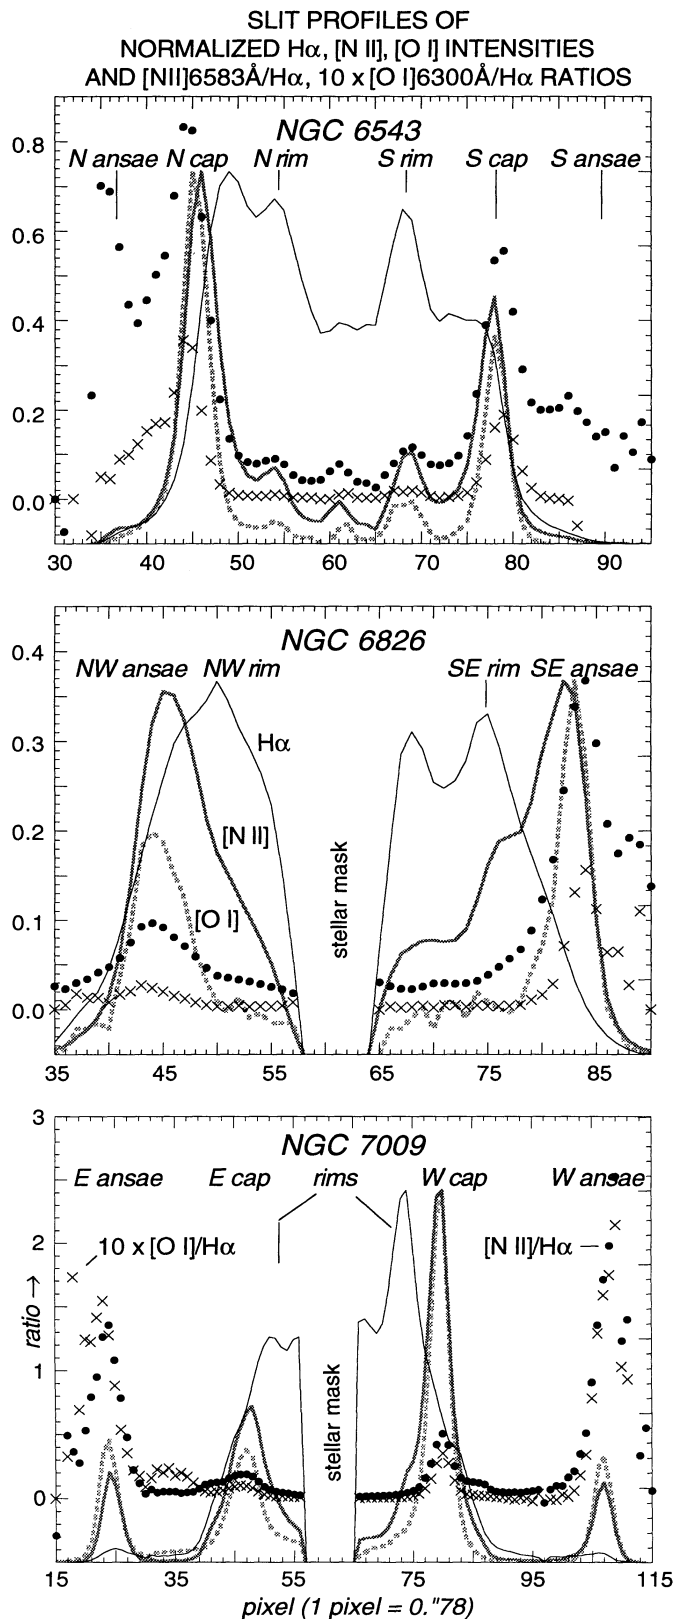 SLIT PROFILES OF
NORMALIZED Hα, [N II], [O I] INTENSITIES
AND [NII]6583Å/Hα, 10 x [O I]6300Å/Hα RATIOS
NGC 6543
N ansae N cap N rim S rim S cap S ansae
0.8
0.6
0.4
0.2
0.0
30 40 50 60 70 80 90
NGC 6826
NW ansae NW rim SE rim SE ansae
0.4
Hα
0.3
[N II]
0.2
stellar mask
[O I]
0.1
0.0
35 45 55 65 75 85
NGC 7009
E ansae E cap rims W cap W ansae
3
10 x [O I]/Hα [N II]/Hα
2
ratio →
1
stellar mask
0
15 35 55 75 95 115
pixel (1 pixel = 0."78)